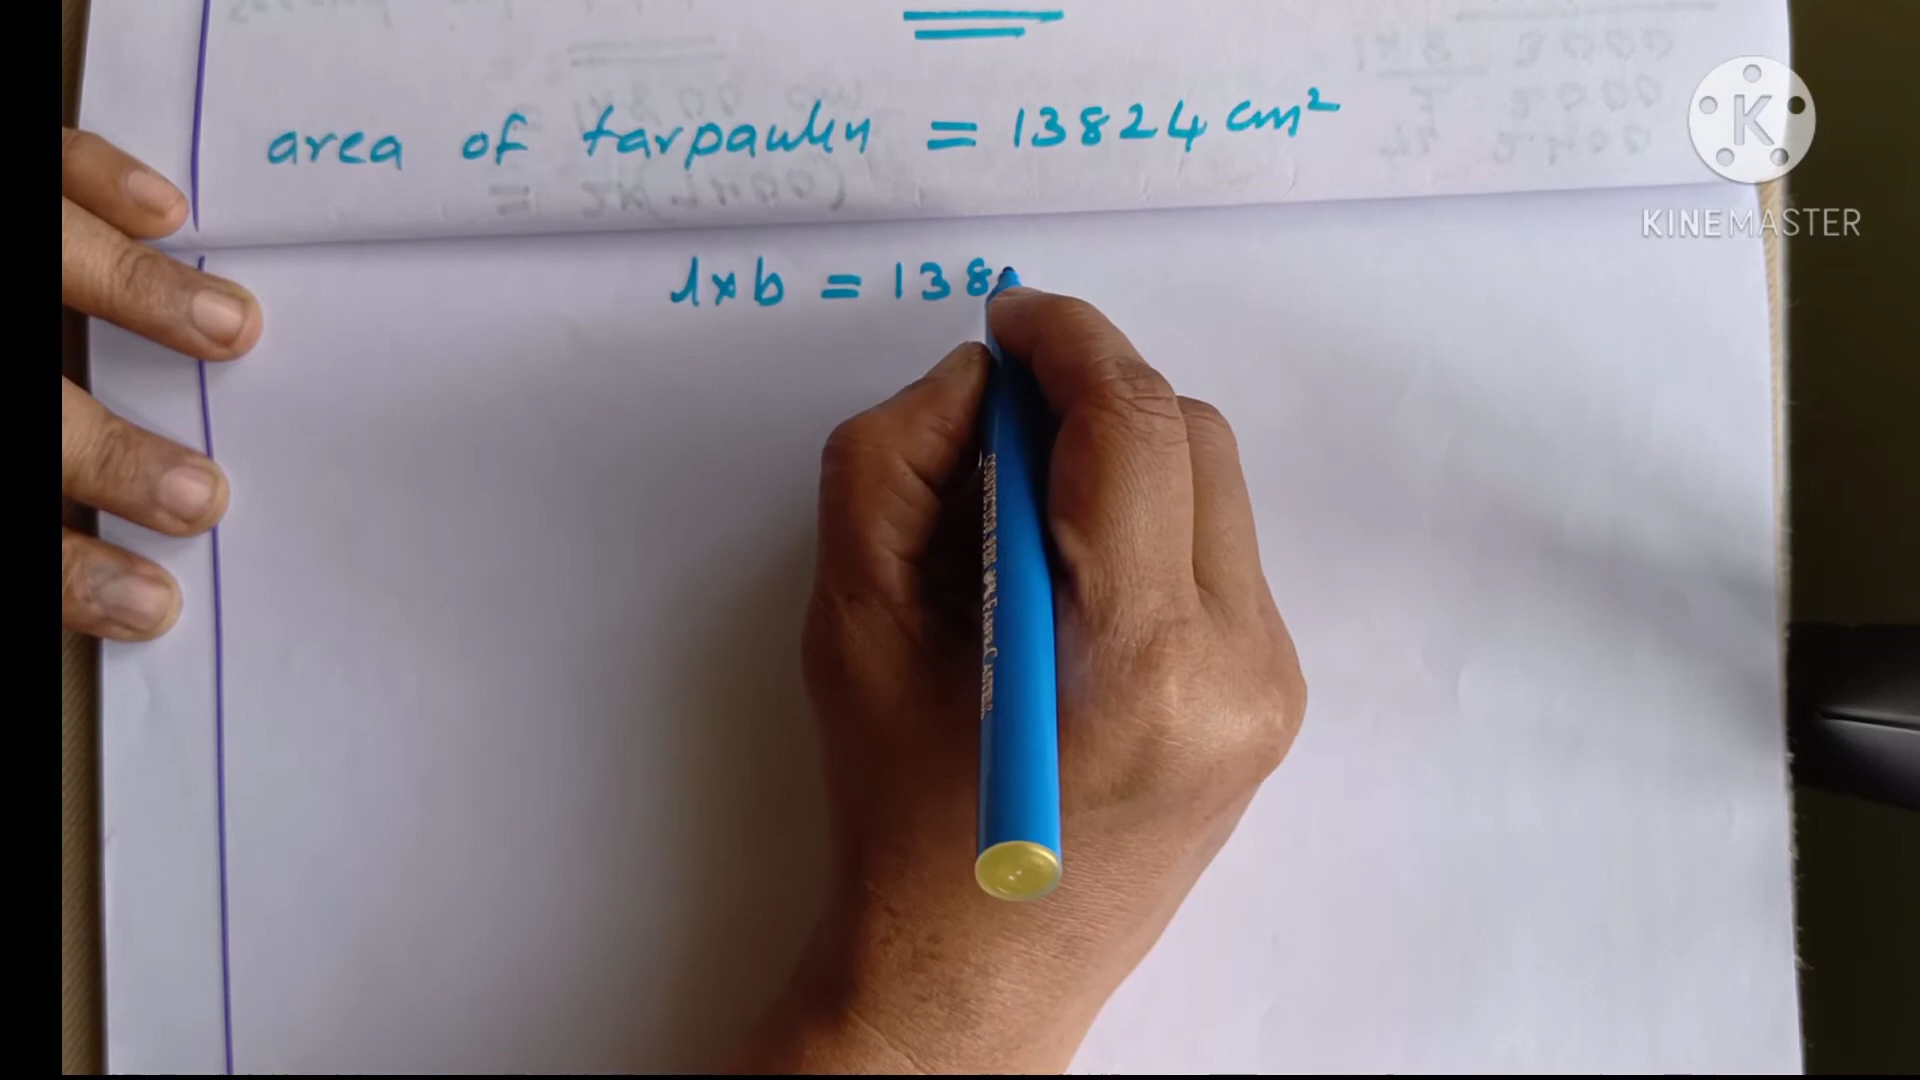 area of tarpaulin = 13824 cm²
l x b = 138
K
KINEMASTER